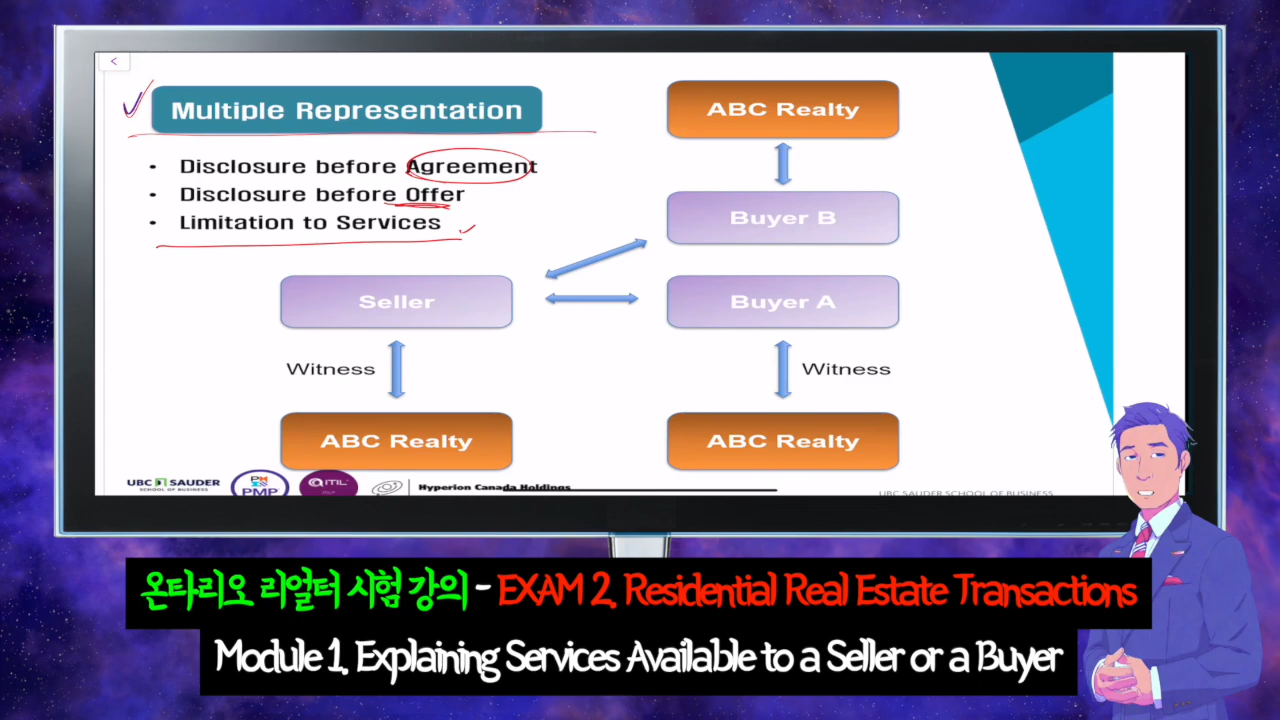 Multiple Representation
• Disclosure before Agreement
• Disclosure before Offer
• Limitation to Services
ABC Realty
Buyer B
Seller
Buyer A
Witness
Witness
ABC Realty
ABC Realty
UBC SAUDER
SCHOOL OF BUSINESS
PMP
ITIL
Hyperion Canada Holdings
UBC SAUDER SCHOOL OF BUSINESS
온타리오 리얼터 시험 강의 - EXAM 2. Residential Real Estate Transactions
Module 1. Explaining Services Available to a Seller or a Buyer